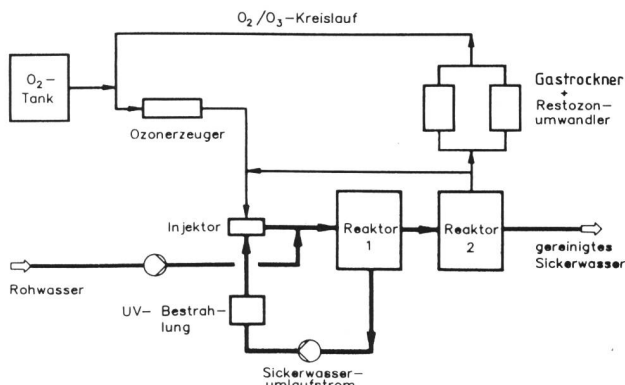 O₂/O₃-Kreislauf
O₂-
Tank
Ozonerzeuger
Gastrockner
+
Restozon-
umwandler
Injektor
Reaktor
1
Reaktor
2
gereinigtes
Sickerwasser
Rohwasser
UV- Bestrah-
lung
Sickerwasser-
umlaufstrom